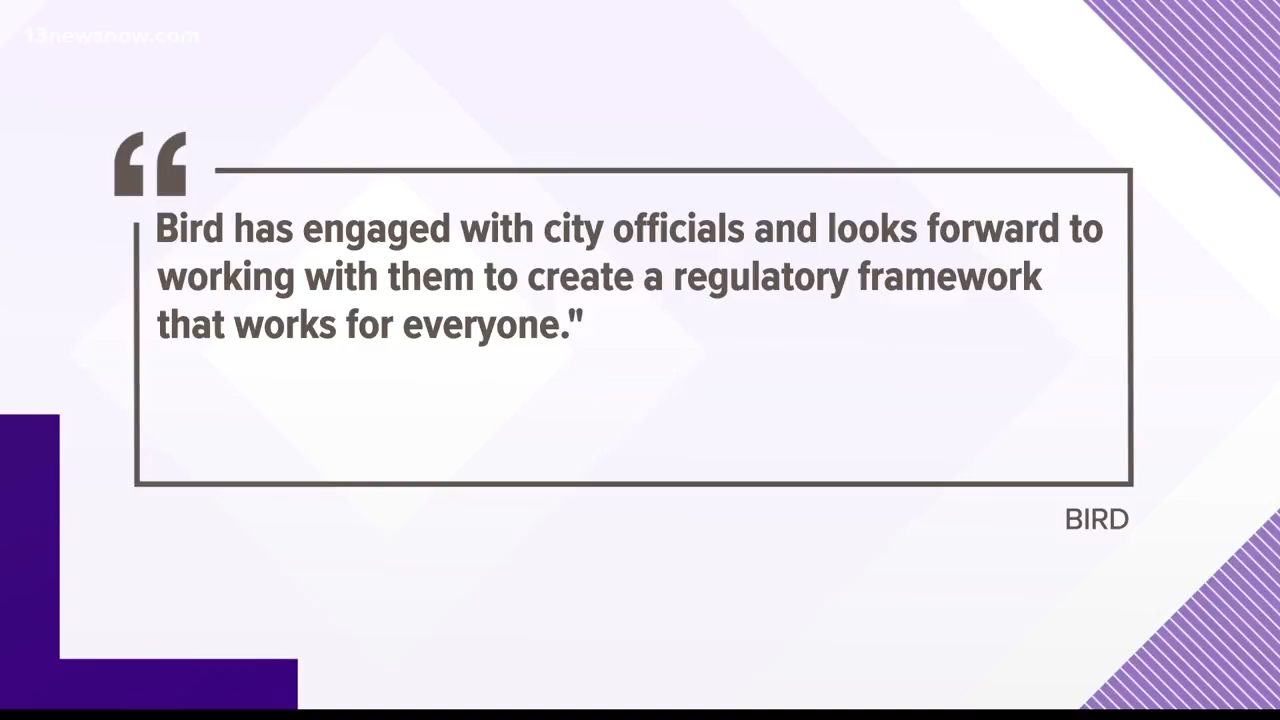 13newsnow.com
“
Bird has engaged with city officials and looks forward to
working with them to create a regulatory framework
that works for everyone."
BIRD